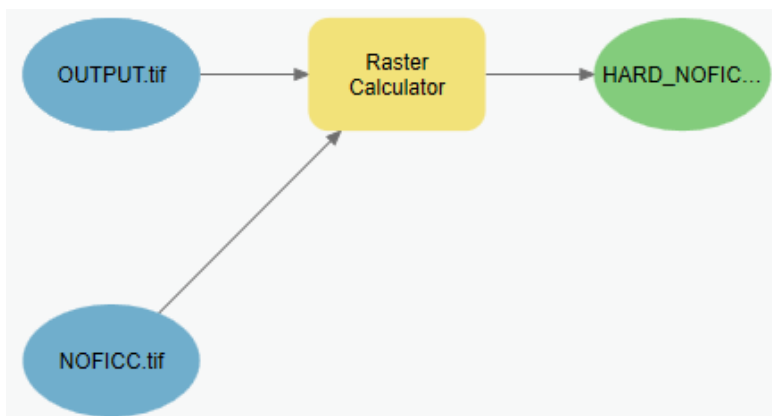 OUTPUT.tif
Raster
Calculator
HARD_NOFIC...
NOFICC.tif